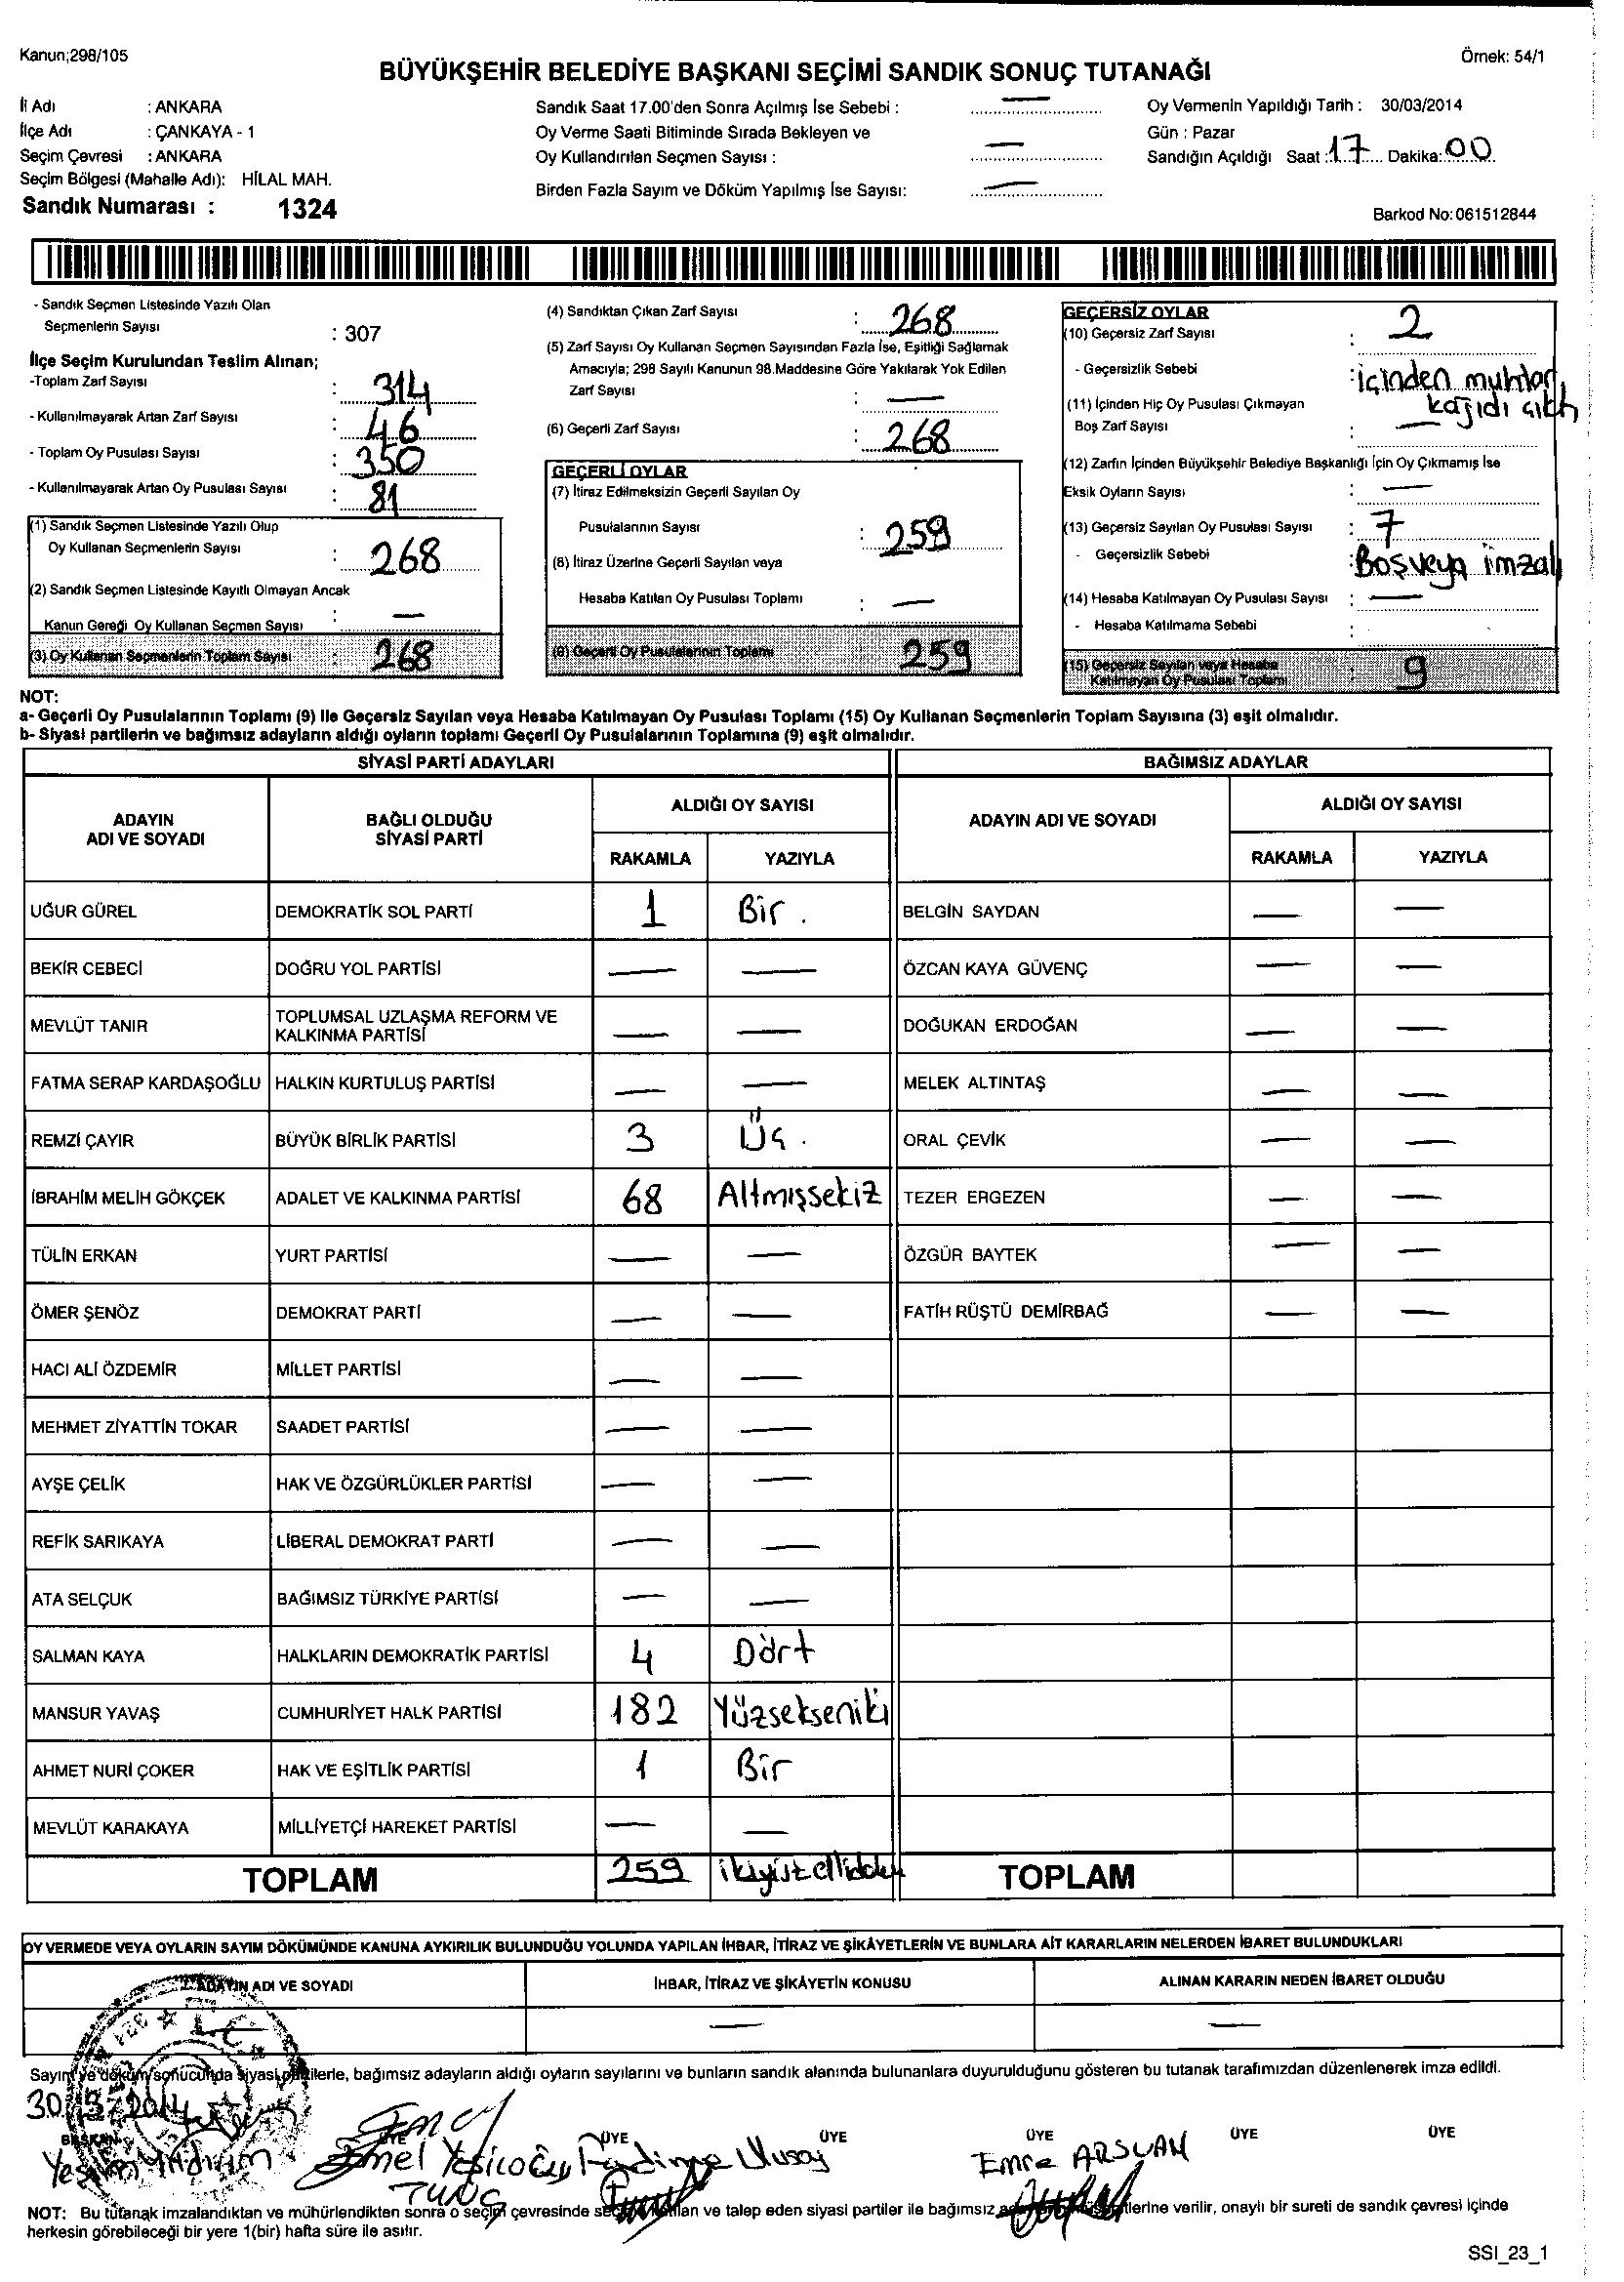 Kanun;298/105
Örnek: 54/1
BÜYÜKŞEHİR BELEDİYE BAŞKANI SEÇİMİ SANDIK SONUÇ TUTANAĞI
İl Adı : ANKARA
İlçe Adı : ÇANKAYA - 1
Seçim Çevresi : ANKARA
Seçim Bölgesi (Mahalle Adı): HİLAL MAH.
Sandık Numarası : 1324
Sandık Saat 17.00'den Sonra Açılmış İse Sebebi : —
Oy Verme Saati Bitiminde Sırada Bekleyen ve
Oy Kullandırılan Seçmen Sayısı : —
Birden Fazla Sayım ve Döküm Yapılmış İse Sayısı: —
Oy Vermenin Yapıldığı Tarih : 30/03/2014
Gün : Pazar
Sandığın Açıldığı Saat : 17 Dakika: 00
Barkod No: 061512844
- Sandık Seçmen Listesinde Yazılı Olan
Seçmenlerin Sayısı : 307
İlçe Seçim Kurulundan Teslim Alınan;
-Toplam Zarf Sayısı : 314
- Kullanılmayarak Artan Zarf Sayısı : 46
- Toplam Oy Pusulası Sayısı : 350
- Kullanılmayarak Artan Oy Pusulası Sayısı : 81
(1) Sandık Seçmen Listesinde Yazılı Olup
Oy Kullanan Seçmenlerin Sayısı : 268
(2) Sandık Seçmen Listesinde Kayıtlı Olmayan Ancak
Kanun Gereği Oy Kullanan Seçmen Sayısı : —
(3) Oy Kullanan Seçmenlerin Toplam Sayısı : 268
(4) Sandıktan Çıkan Zarf Sayısı : 268
(5) Zarf Sayısı Oy Kullanan Seçmen Sayısından Fazla İse, Eşitliği Sağlamak
Amacıyla; 298 Sayılı Kanunun 98.Maddesine Göre Yakılarak Yok Edilen
Zarf Sayısı : —
(6) Geçerli Zarf Sayısı : 268
GEÇERLİ OYLAR
(7) İtiraz Edilmeksizin Geçerli Sayılan Oy
Pusulalarının Sayısı : 259
(8) İtiraz Üzerine Geçerli Sayılan veya
Hesaba Katılan Oy Pusulası Toplamı : —
(9) Geçerli Oy Pusulalarının Toplamı 259
GEÇERSİZ OYLAR
(10) Geçersiz Zarf Sayısı : 2
- Geçersizlik Sebebi : içinden muhtar
kağıdı çıktı
(11) İçinden Hiç Oy Pusulası Çıkmayan
Boş Zarf Sayısı : —
(12) Zarfın İçinden Büyükşehir Belediye Başkanlığı İçin Oy Çıkmamış İse
Eksik Oyların Sayısı : —
(13) Geçersiz Sayılan Oy Pusulası Sayısı : 7
- Geçersizlik Sebebi : Boş veya imzalı
(14) Hesaba Katılmayan Oy Pusulası Sayısı : —
- Hesaba Katılmama Sebebi :
(15) Geçersiz Sayılan veya Hesaba
Katılmayan Oy Pusulası Toplamı : 9
NOT:
a- Geçerli Oy Pusulalarının Toplamı (9) ile Geçersiz Sayılan veya Hesaba Katılmayan Oy Pusulası Toplamı (15) Oy Kullanan Seçmenlerin Toplam Sayısına (3) eşit olmalıdır.
b- Siyasi partilerin ve bağımsız adayların aldığı oyların toplamı Geçerli Oy Pusulalarının Toplamına (9) eşit olmalıdır.
SİYASİ PARTİ ADAYLARI BAĞIMSIZ ADAYLAR
ADAYIN ADI VE SOYADI BAĞLI OLDUĞU SİYASİ PARTİ ALDIĞI OY SAYISI ADAYIN ADI VE SOYADI ALDIĞI OY SAYISI
RAKAMLA YAZIYLA RAKAMLA YAZIYLA
UĞUR GÜREL DEMOKRATİK SOL PARTİ 1 Bir . BELGİN SAYDAN — —
BEKİR CEBECİ DOĞRU YOL PARTİSİ — — ÖZCAN KAYA GÜVENÇ — —
MEVLÜT TANIR TOPLUMSAL UZLAŞMA REFORM VE KALKINMA PARTİSİ — — DOĞUKAN ERDOĞAN — —
FATMA SERAP KARDAŞOĞLU HALKIN KURTULUŞ PARTİSİ — — MELEK ALTINTAŞ — —
REMZİ ÇAYIR BÜYÜK BİRLİK PARTİSİ 3 Üç . ORAL ÇEVİK — —
İBRAHİM MELİH GÖKÇEK ADALET VE KALKINMA PARTİSİ 68 Altmışsekiz TEZER ERGEZEN — —
TÜLİN ERKAN YURT PARTİSİ — — ÖZGÜR BAYTEK — —
ÖMER ŞENÖZ DEMOKRAT PARTİ — — FATİH RÜŞTÜ DEMİRBAĞ — —
HACI ALİ ÖZDEMİR MİLLET PARTİSİ — —
MEHMET ZİYATTİN TOKAR SAADET PARTİSİ — —
AYŞE ÇELİK HAK VE ÖZGÜRLÜKLER PARTİSİ — —
REFİK SARIKAYA LİBERAL DEMOKRAT PARTİ — —
ATA SELÇUK BAĞIMSIZ TÜRKİYE PARTİSİ — —
SALMAN KAYA HALKLARIN DEMOKRATİK PARTİSİ 4 Dört
MANSUR YAVAŞ CUMHURİYET HALK PARTİSİ 182 Yüzsekseniki
AHMET NURİ ÇOKER HAK VE EŞİTLİK PARTİSİ 1 Bir
MEVLÜT KARAKAYA MİLLİYETÇİ HAREKET PARTİSİ — —
TOPLAM 259 TOPLAM
OY VERMEDE VEYA OYLARIN SAYIM DÖKÜMÜNDE KANUNA AYKIRILIK BULUNDUĞU YOLUNDA YAPILAN İHBAR, İTİRAZ VE ŞİKÂYETLERİN VE BUNLARA AİT KARARLARIN NELERDEN İBARET BULUNDUKLARI
ADAYIN ADI VE SOYADI İHBAR, İTİRAZ VE ŞİKÂYETİN KONUSU ALINAN KARARIN NEDEN İBARET OLDUĞU
— — —
Sayım ve döküm sonucunda siyasi partilerle, bağımsız adayların aldığı oyların sayılarını ve bunların sandık alanında bulunanlara duyurulduğunu gösteren bu tutanak tarafımızdan düzenlenerek imza edildi.
30/3/2014
BAŞKAN ÜYE ÜYE ÜYE ÜYE ÜYE ÜYE
Yeşim Yıldırım Emel Fadime Ulusoy Emre ARSLAN
TUNÇ
NOT: Bu tutanak imzalandıktan ve mühürlendikten sonra o seçim çevresinde ve talep eden siyasi partiler ile bağımsız verilir, onaylı bir sureti de sandık çevresi içinde
herkesin görebileceği bir yere 1(bir) hafta süre ile asılır.
SSI_23_1